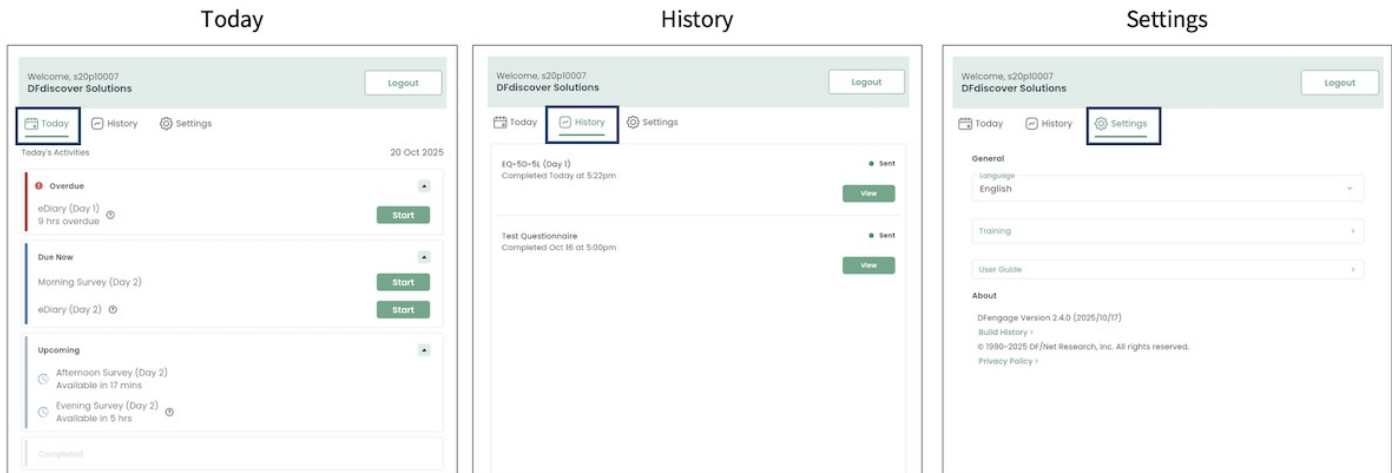 Today
Welcome, s20p10007
DFdiscover Solutions
Logout
Today
History
Settings
Today's Activities
20 Oct 2025
Overdue
eDiary (Day 1)
9 hrs overdue
Start
Due Now
Morning Survey (Day 2)
Start
eDiary (Day 2)
Start
Upcoming
Afternoon Survey (Day 2)
Available in 17 mins
Evening Survey (Day 2)
Available in 5 hrs
Completed
History
Welcome, s20p10007
DFdiscover Solutions
Logout
Today
History
Settings
EQ-5D-5L (Day 1)
Sent
Completed Today at 5:22pm
View
Test Questionnaire
Sent
Completed Oct 16 at 5:00pm
View
Settings
Welcome, s20p10007
DFdiscover Solutions
Logout
Today
History
Settings
General
Language
English
Training
User Guide
About
DFengage Version 2.4.0 (2025/10/17)
Build History >
© 1990-2025 DF/Net Research, Inc. All rights reserved.
Privacy Policy >